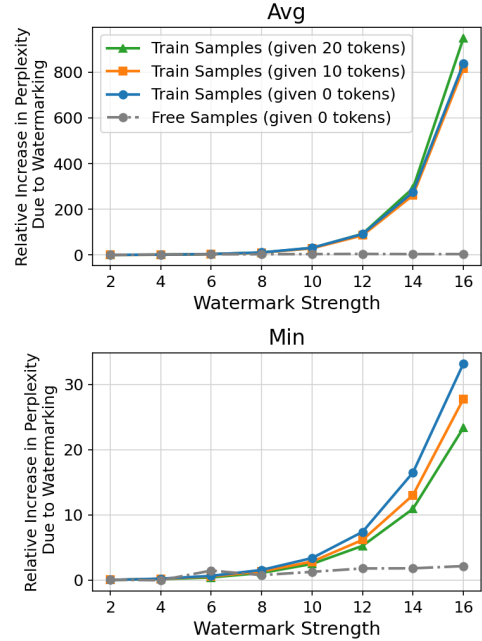 Avg
Relative Increase in Perplexity
Due to Watermarking
800
600
400
200
0
Train Samples (given 20 tokens)
Train Samples (given 10 tokens)
Train Samples (given 0 tokens)
Free Samples (given 0 tokens)
2 4 6 8 10 12 14 16
Watermark Strength
Min
Relative Increase in Perplexity
Due to Watermarking
30
20
10
0
2 4 6 8 10 12 14 16
Watermark Strength